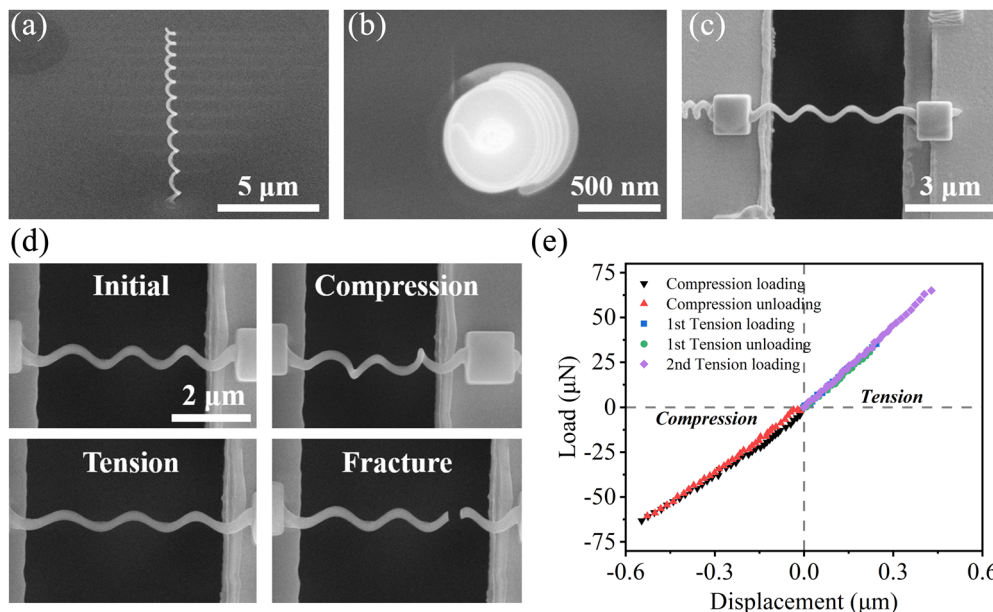 (a)
5 µm
(b)
500 nm
(c)
3 µm
(d)
Initial
2 µm
Compression
Tension
Fracture
(e)
Load (µN)
75
50
25
0
-25
-50
-75
Compression loading
Compression unloading
1st Tension loading
1st Tension unloading
2nd Tension loading
Compression
Tension
-0.6
-0.3
0.0
0.3
0.6
Displacement (µm)